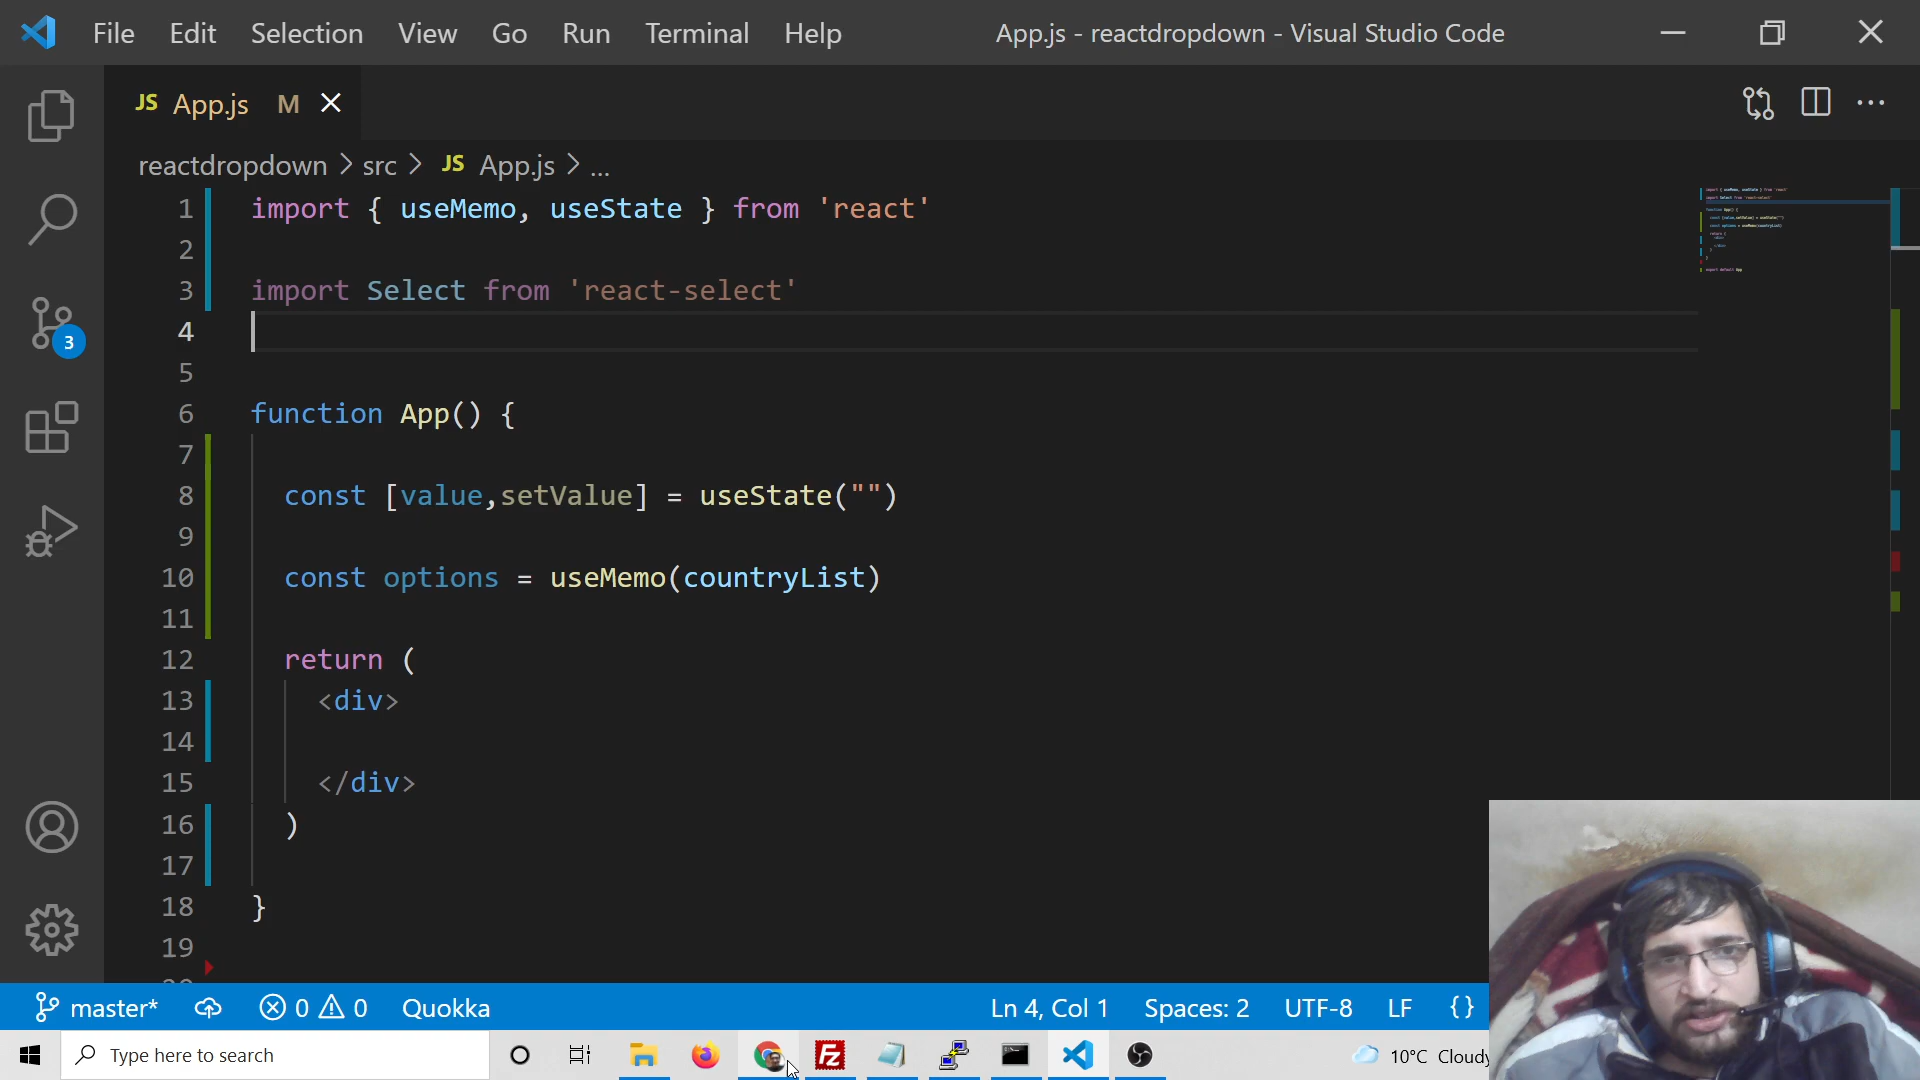 File Edit Selection View Go Run Terminal Help App.js - reactdropdown - Visual Studio Code
JS App.js M
reactdropdown > src > JS App.js > ...
1 import { useMemo, useState } from 'react'
2
3 import Select from 'react-select'
4
5
6 function App() {
7
8 const [value,setValue] = useState("")
9
10 const options = useMemo(countryList)
11
12 return (
13 <div>
14
15 </div>
16 )
17
18 }
19
3
master* 0 0 Quokka Ln 4, Col 1 Spaces: 2 UTF-8 LF {}
Type here to search Fz 10°C Cloudy